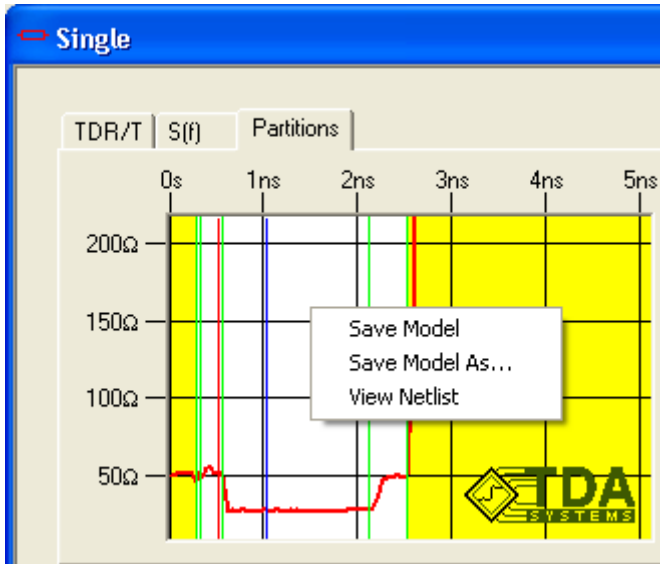 Single
TDR/T S(f) Partitions
0s 1ns 2ns 3ns 4ns 5ns
200Ω
150Ω
100Ω
50Ω
Save Model
Save Model As...
View Netlist
TDA
SYSTEMS